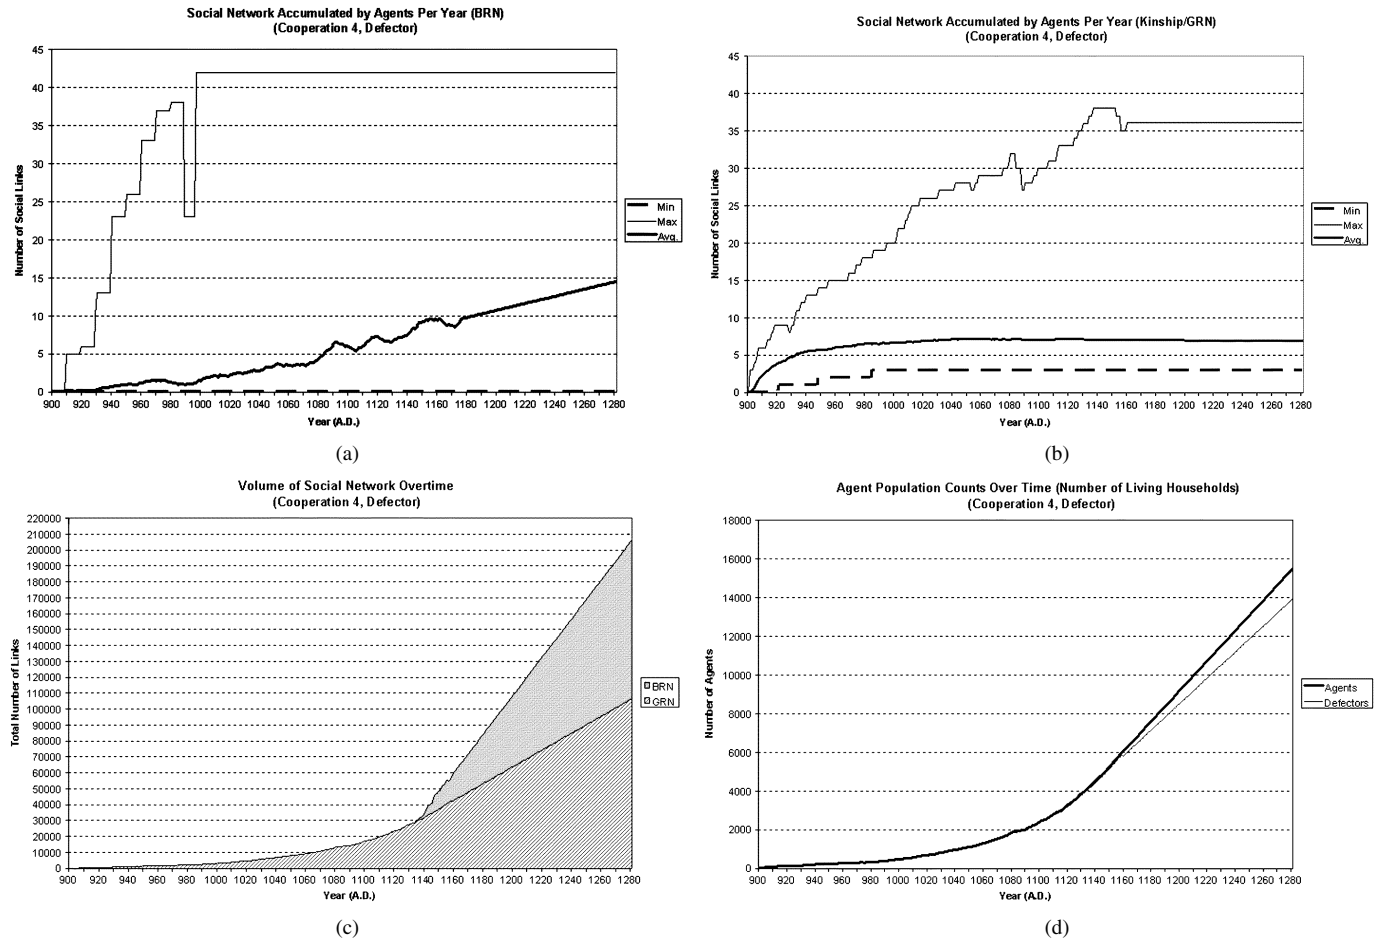 Social Network Accumulated by Agents Per Year (BRN)
(Cooperation 4, Defector)
45
40
35
30
25
20
15
10
5
0
Number of Social Links
900 920 940 960 980 1000 1020 1040 1060 1080 1100 1120 1140 1160 1180 1200 1220 1240 1260 1280
Year (A.D.)
Min
Max
Avg.
(a)
Social Network Accumulated by Agents Per Year (Kinship/GRN)
(Cooperation 4, Defector)
45
40
35
30
25
20
15
10
5
0
Number of Social Links
900 920 940 960 980 1000 1020 1040 1060 1080 1100 1120 1140 1160 1180 1200 1220 1240 1260 1280
Year (A.D.)
Min
Max
Avg.
(b)
Volume of Social Network Overtime
(Cooperation 4, Defector)
220000
210000
200000
190000
180000
170000
160000
150000
140000
130000
120000
110000
100000
90000
80000
70000
60000
50000
40000
30000
20000
10000
0
Total Number of Links
900 920 940 960 980 1000 1020 1040 1060 1080 1100 1120 1140 1160 1180 1200 1220 1240 1260 1280
Year (A.D.)
BRN
GRN
(c)
Agent Population Counts Over Time (Number of Living Households)
(Cooperation 4, Defector)
18000
16000
14000
12000
10000
8000
6000
4000
2000
0
Number of Agents
900 920 940 960 980 1000 1020 1040 1060 1080 1100 1120 1140 1160 1180 1200 1220 1240 1260 1280
Year (A.D.)
Agents
Defectors
(d)